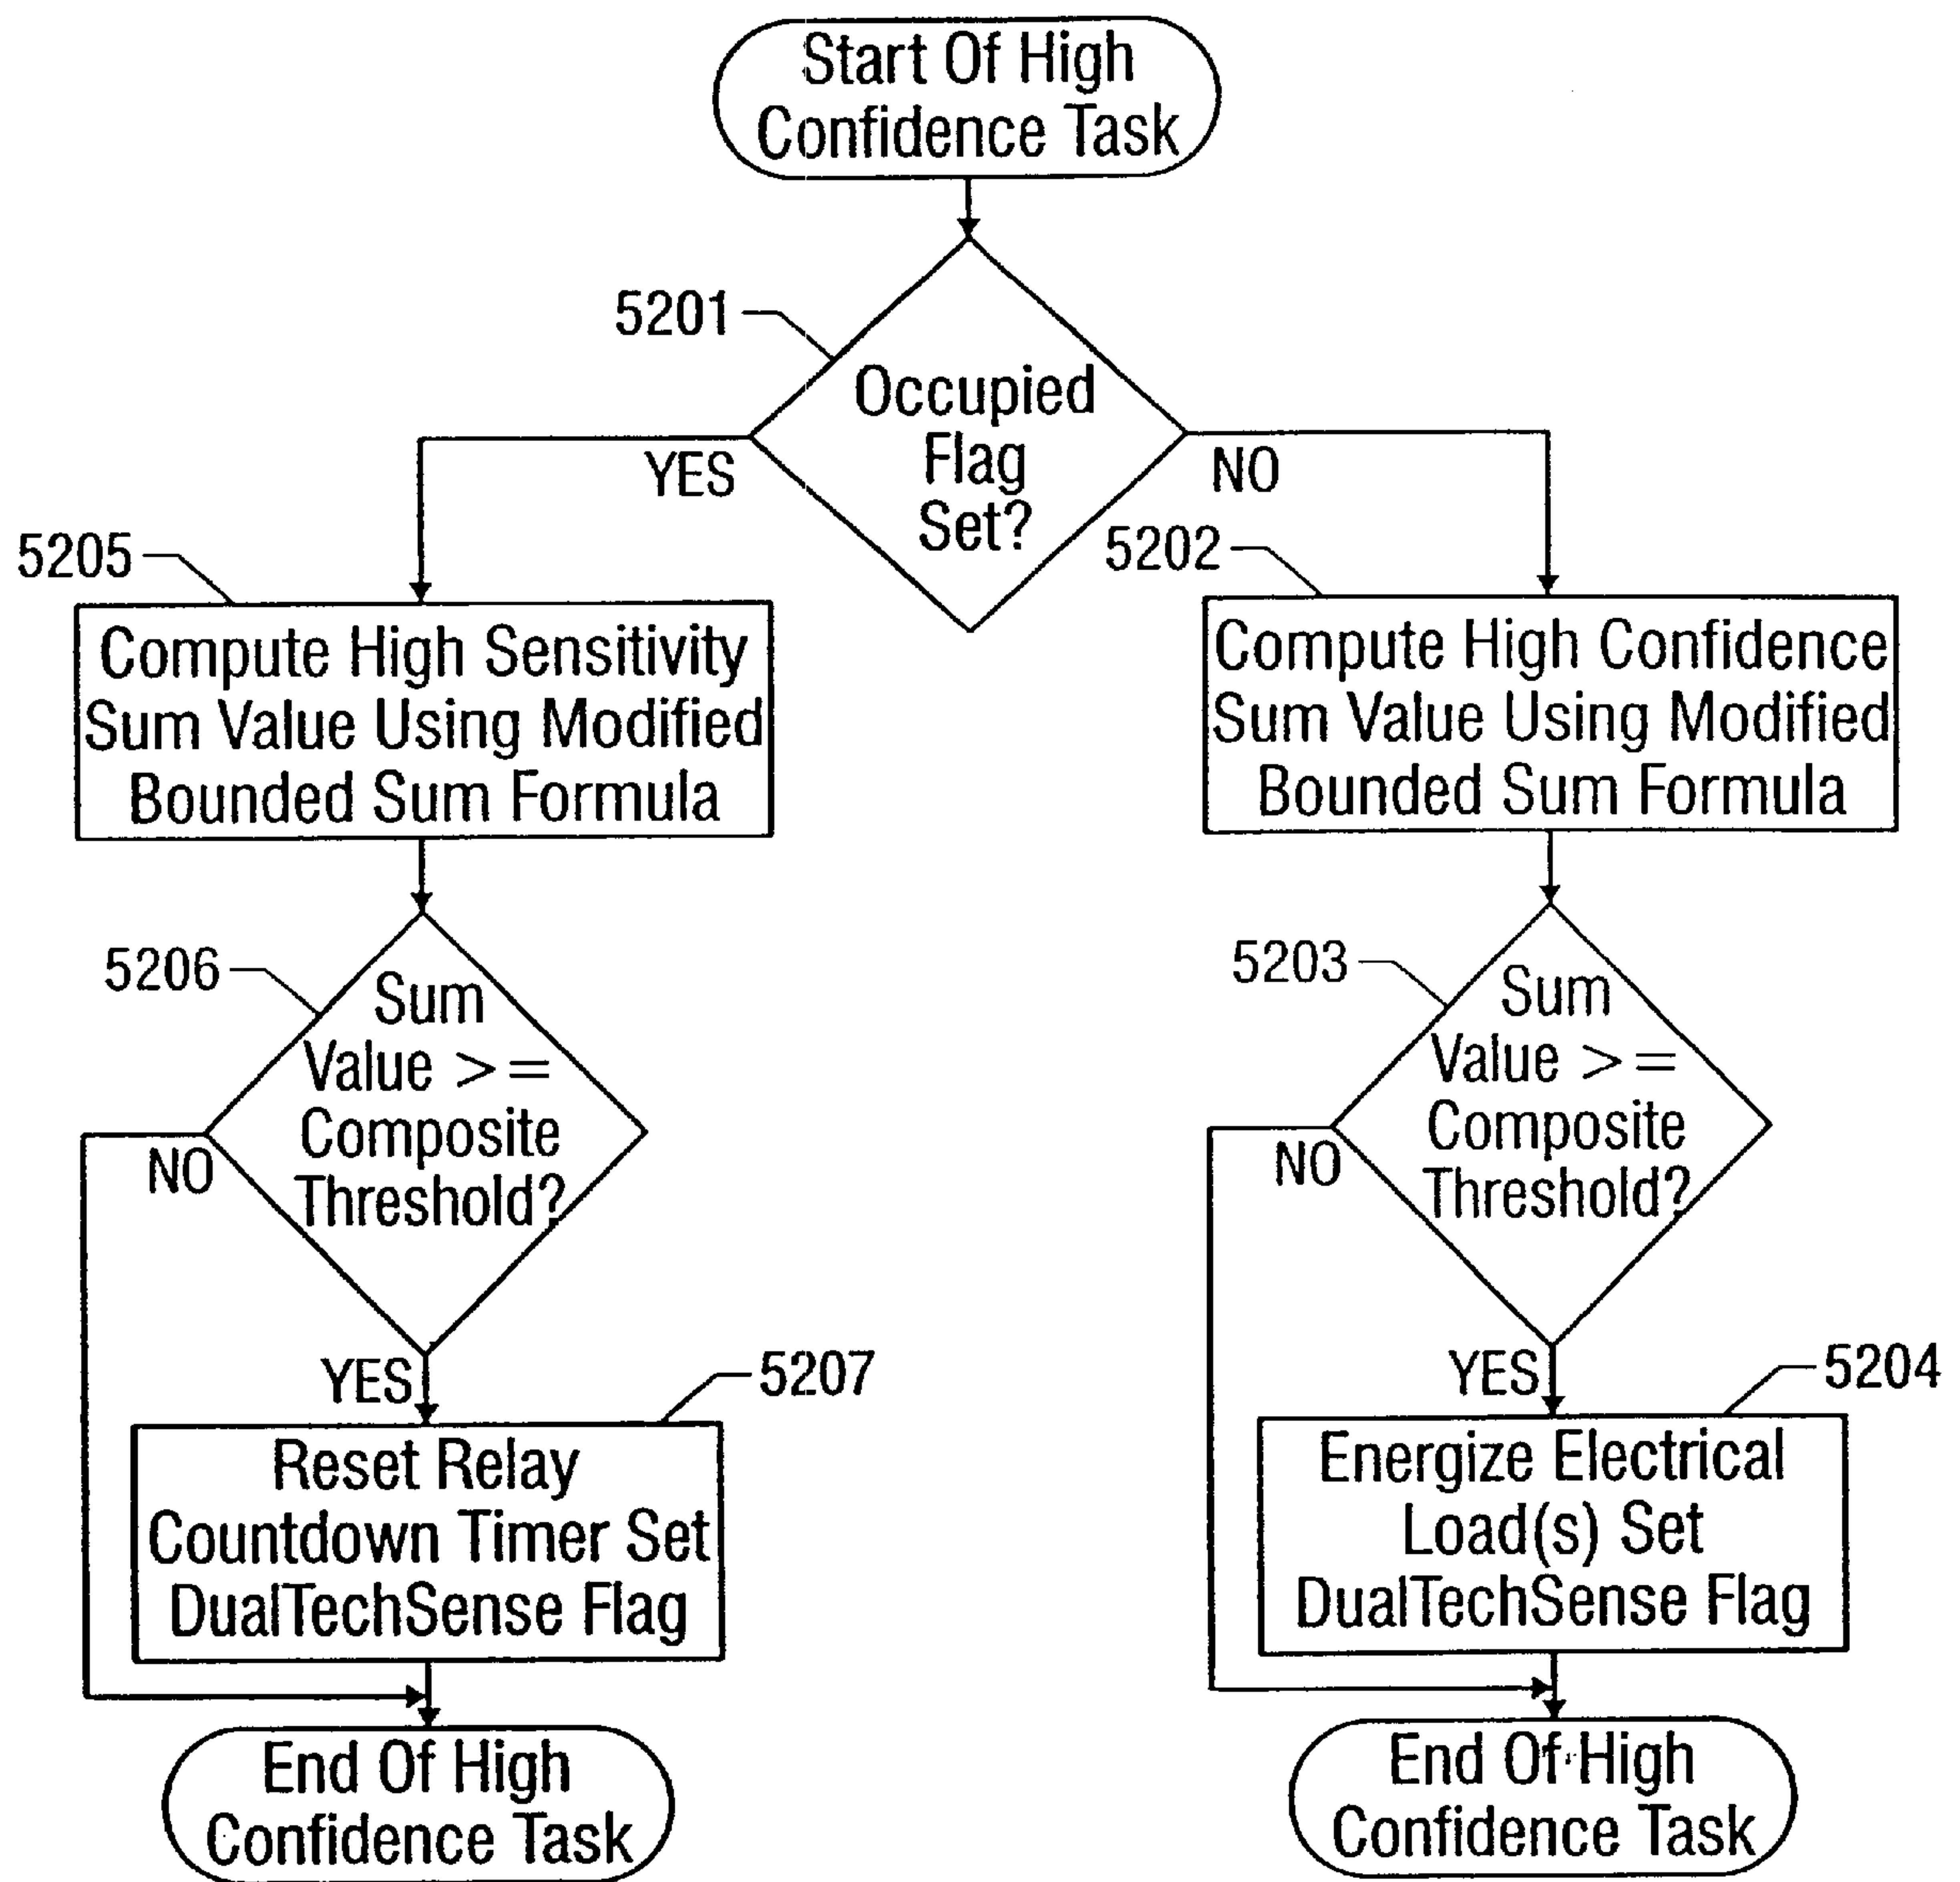 Start Of High
Confidence Task
5201
Occupied
Flag
Set?
YES
NO
5205
5202
Compute High Sensitivity
Sum Value Using Modified
Bounded Sum Formula
Compute High Confidence
Sum Value Using Modified
Bounded Sum Formula
5206
Sum
Value >=
Composite
Threshold?
NO
YES
5203
Sum
Value >=
Composite
Threshold?
NO
YES
5207
Reset Relay
Countdown Timer Set
DualTechSense Flag
5204
Energize Electrical
Load(s) Set
DualTechSense Flag
End Of High
Confidence Task
End Of High
Confidence Task